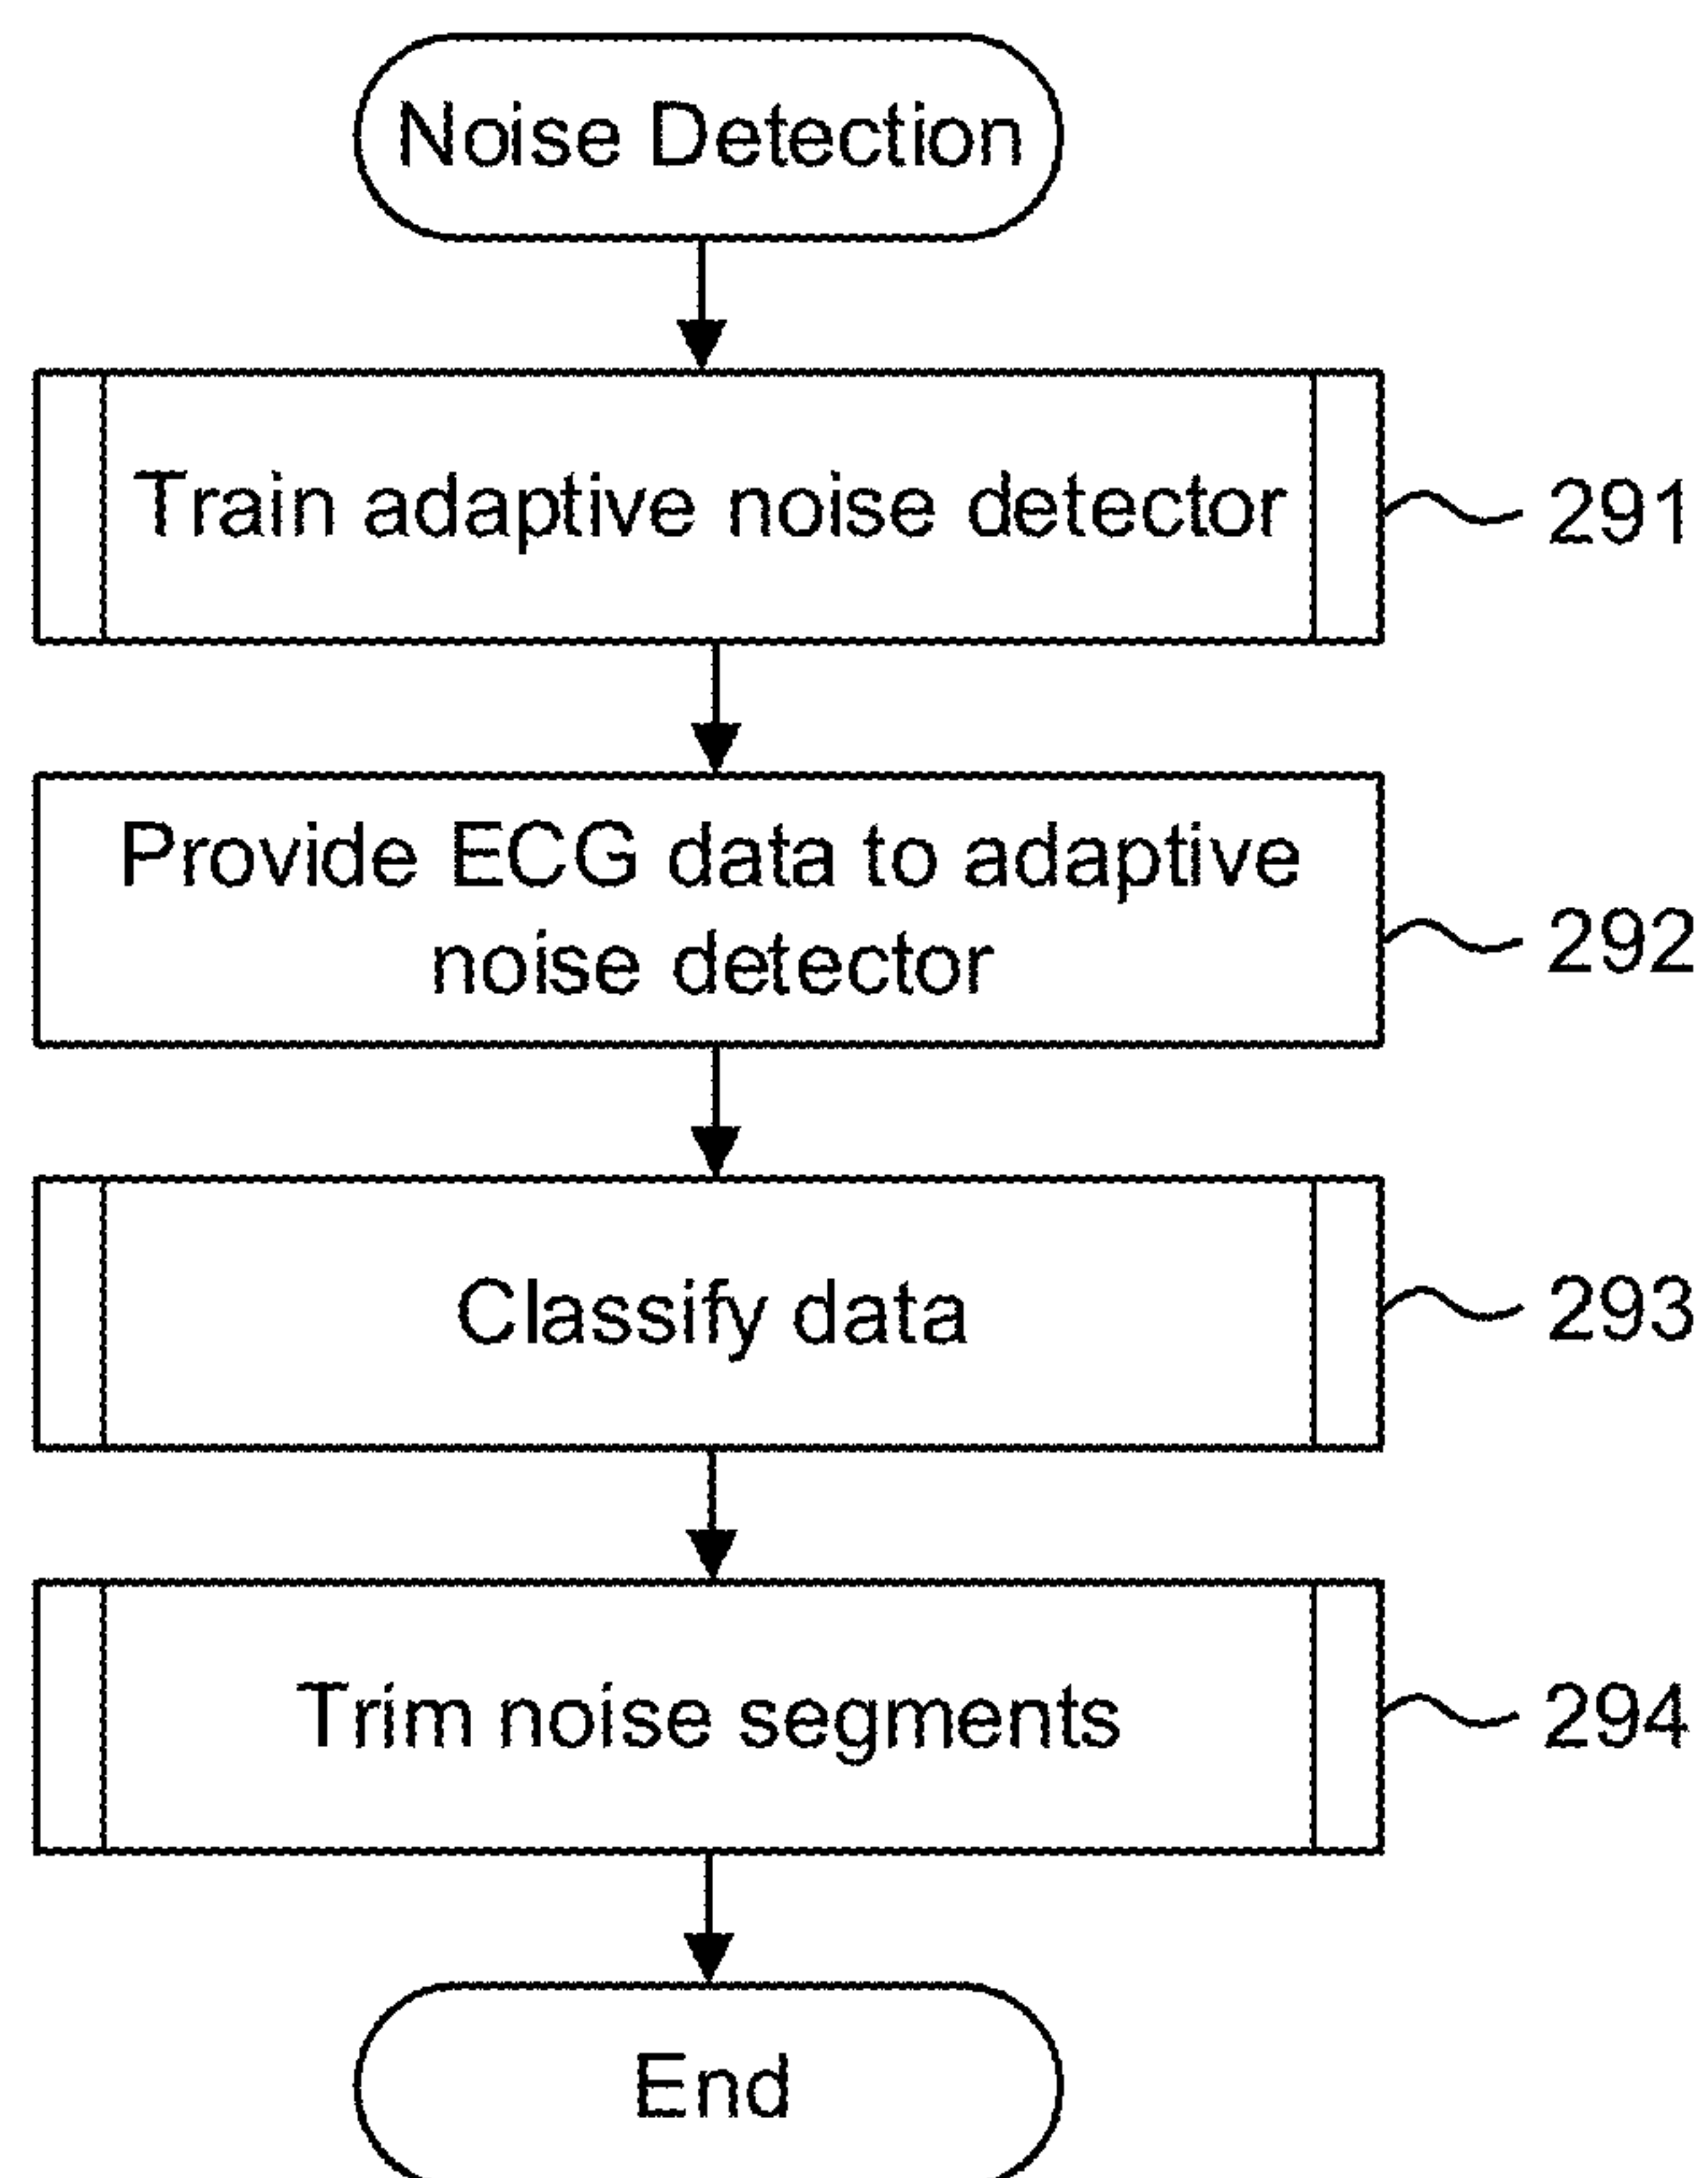 Noise Detection
Train adaptive noise detector
291
Provide ECG data to adaptive
noise detector
292
Classify data
293
Trim noise segments
294
End